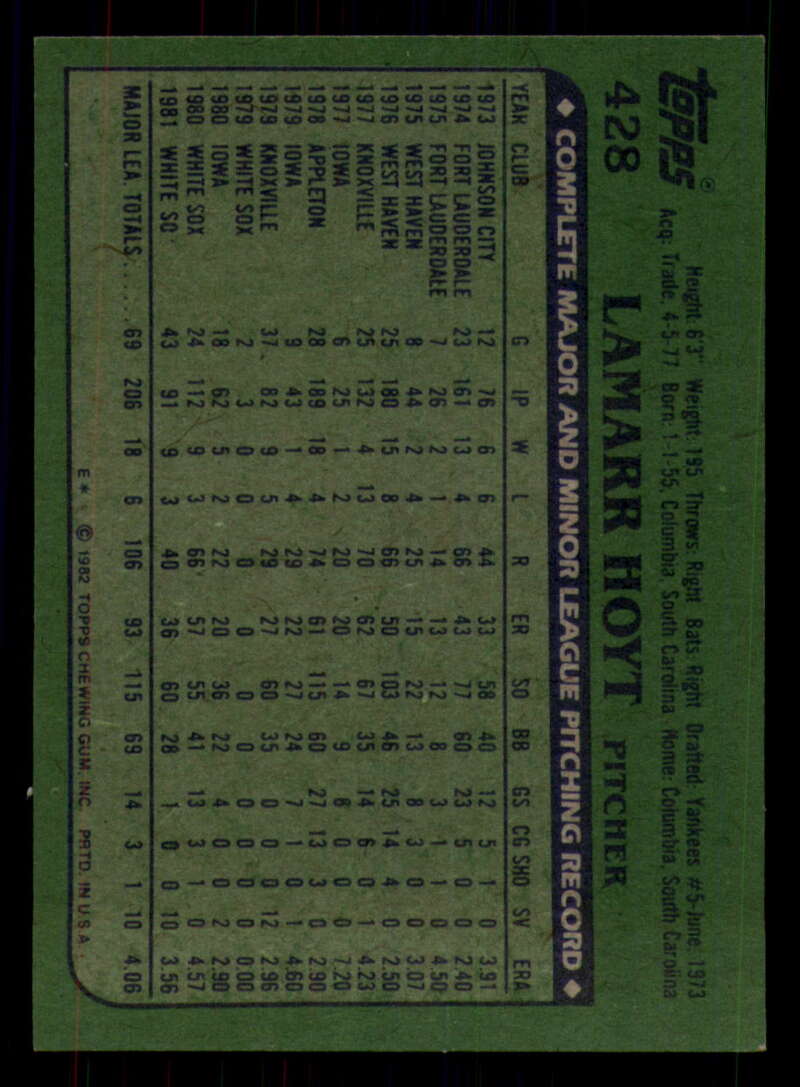 TOPPS®
Height: 6'3" Weight: 195 Throws: Right Bats: Right Drafted: Yankees #5-June, 1973
Acq: Trade, 4-5-77 Born: 1-1-55, Columbia, South Carolina Home: Columbia, South Carolina
428 LAMARR HOYT PITCHER
◆ COMPLETE MAJOR AND MINOR LEAGUE PITCHING RECORD ◆
YEAR CLUB G IP W L R ER SO BB GS CG SHO SV ERA
1973 JOHNSON CITY 12 76 6 6 44 33 58 40 12 5 1 0 3.91
1974 FORT LAUDERDALE 23 161 13 4 66 43 77 60 23 5 0 0 2.40
1975 FORT LAUDERDALE 7 26 2 1 14 13 12 8 3 1 1 0 4.50
1975 WEST HAVEN 8 44 2 4 25 15 22 13 8 3 0 0 3.07
1976 WEST HAVEN 25 180 15 8 66 50 103 46 25 14 4 0 2.50
1977 KNOXVILLE 25 132 4 13 70 62 67 35 14 6 0 1 4.23
1977 IOWA 6 25 1 2 20 20 14 9 8 0 0 0 7.20
1978 APPLETON 28 189 18 4 74 61 115 60 27 13 3 0 2.90
1979 IOWA 9 43 1 4 29 22 27 24 7 1 0 1 4.60
1979 KNOXVILLE 37 82 9 5 29 27 60 35 0 0 0 12 2.96
1979 WHITE SOX 2 3 0 0 0 0 0 0 0 0 0 0 0.00
1980 IOWA 18 62 5 2 22 20 36 22 4 0 0 2 2.90
1980 WHITE SOX 24 112 9 3 66 57 55 41 13 3 1 0 4.57
1981 WHITE SO 43 91 9 3 40 36 60 28 1 0 0 10 3.56
MAJOR LEA. TOTALS..... 69 206 18 6 106 93 115 69 14 3 1 10 4.06
E* © 1982 TOPPS CHEWING GUM, INC. PRTD. IN U.S.A.